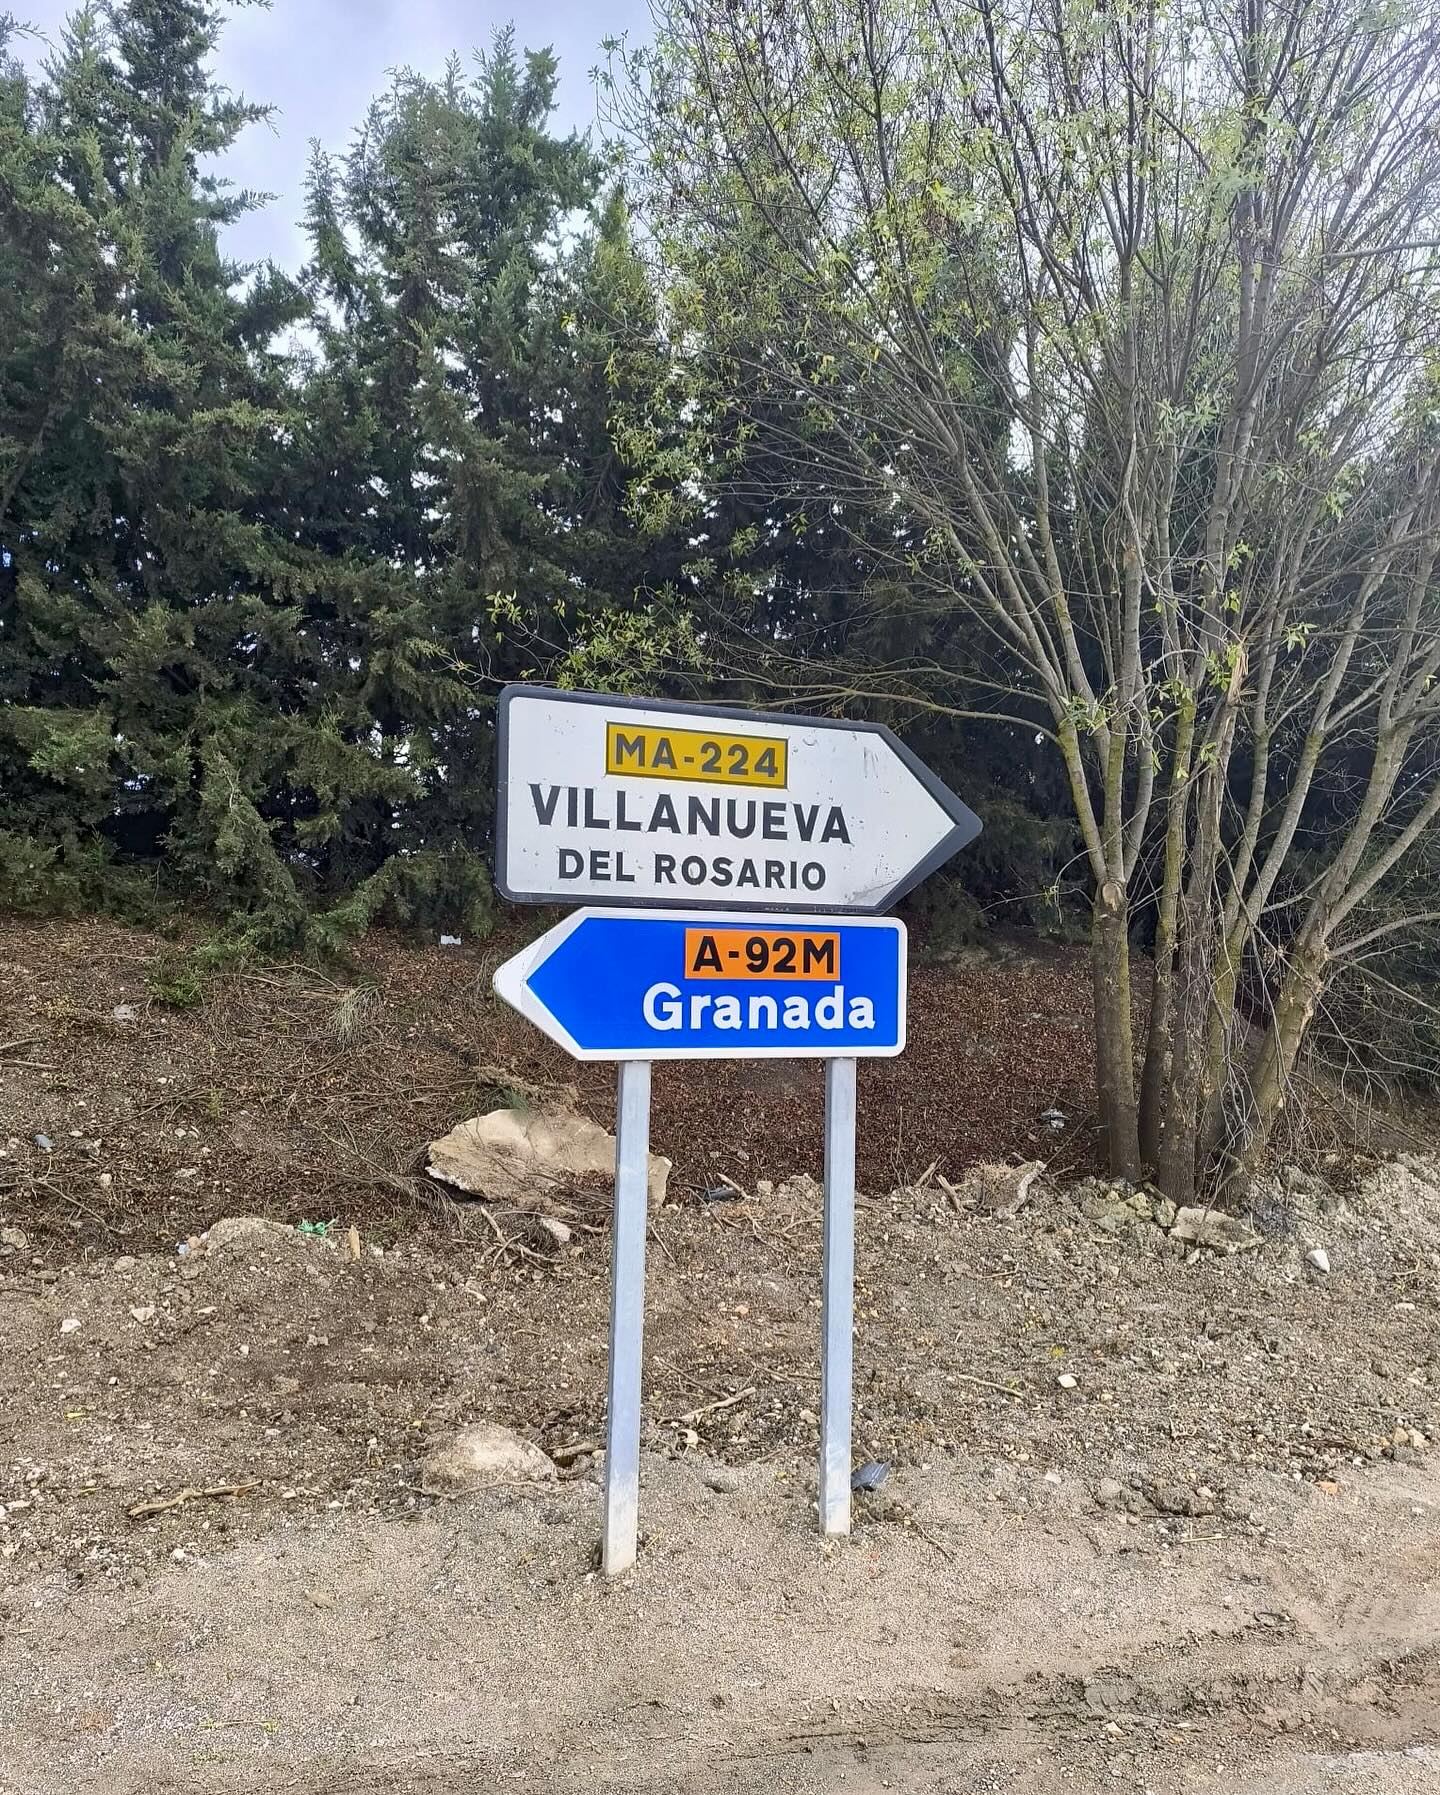 MA-224
VILLANUEVA
DEL ROSARIO
A-92M
Granada